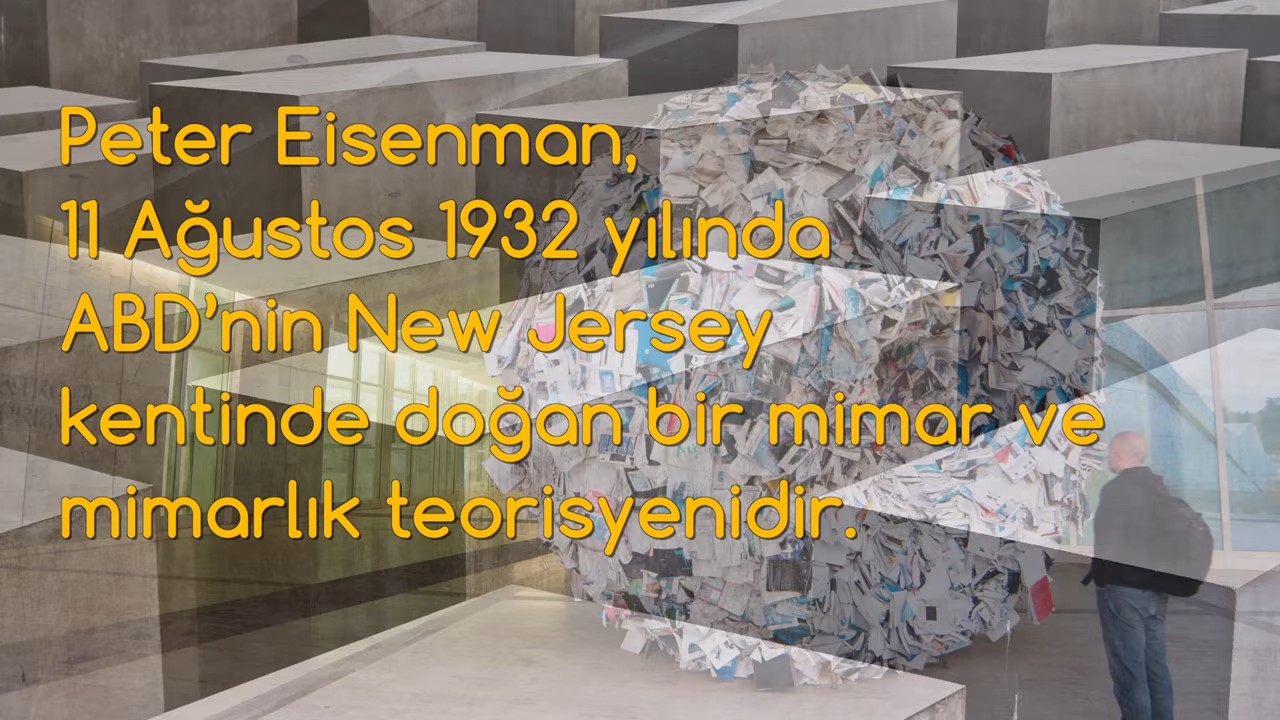 Peter Eisenman,
11 Ağustos 1932 yılında
ABD’nin New Jersey
kentinde doğan bir mimar ve
mimarlık teorisyenidir.